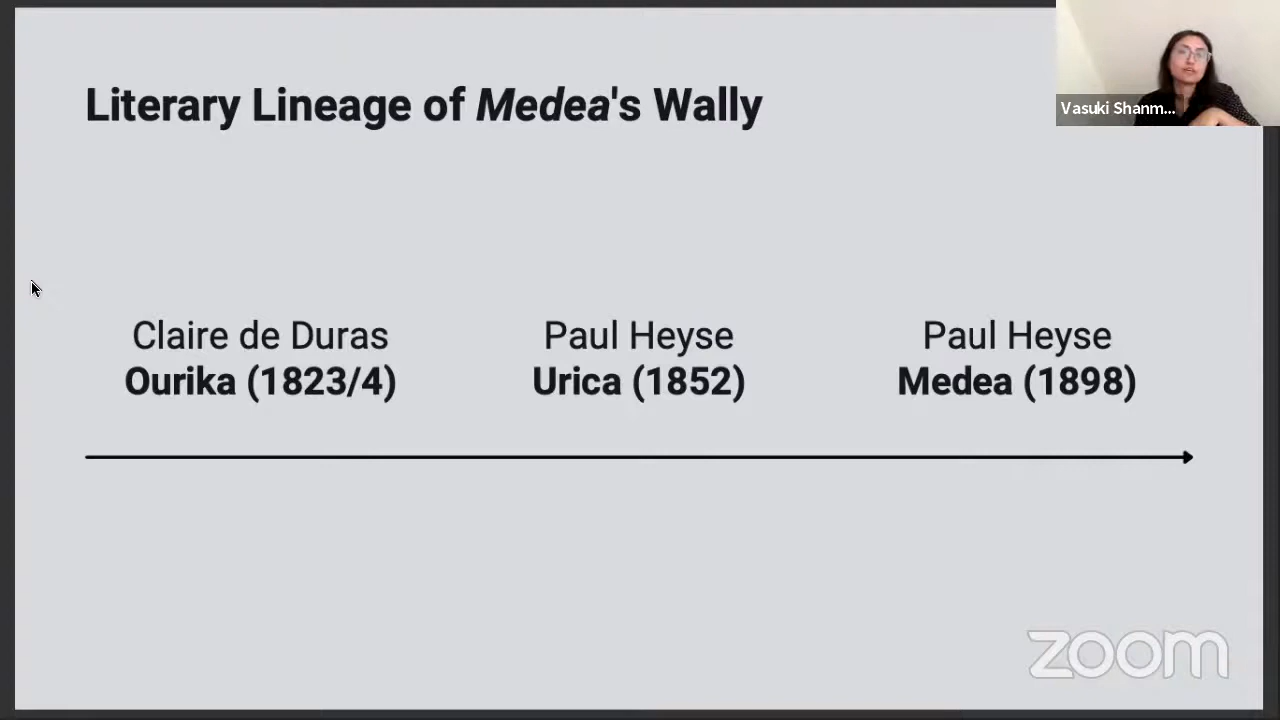 Literary Lineage of Medea's Wally
Vasuki Shanm...
Claire de Duras
Ourika (1823/4)
Paul Heyse
Urica (1852)
Paul Heyse
Medea (1898)
zoom